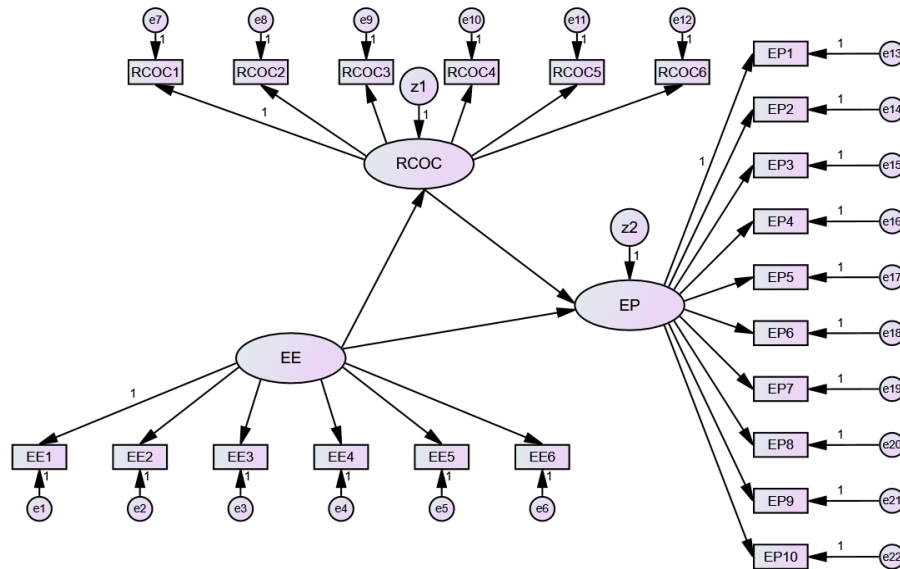 e7 e8 e9 e10 e11 e12
1 1 1 1 1 1
RCOC1 RCOC2 RCOC3 RCOC4 RCOC5 RCOC6
z1
1
1
RCOC
EP1 1 e13
EP2 1 e14
1
EP3 1 e15
EP4 1 e16
z2
1
EP5 1 e17
EP
EP6 1 e18
EE
EP7 1 e19
1
EP8 1 e20
EE1 EE2 EE3 EE4 EE5 EE6
1 1 1 1 1 1
EP9 1 e21
e1 e2 e3 e4 e5 e6
EP10 1 e22